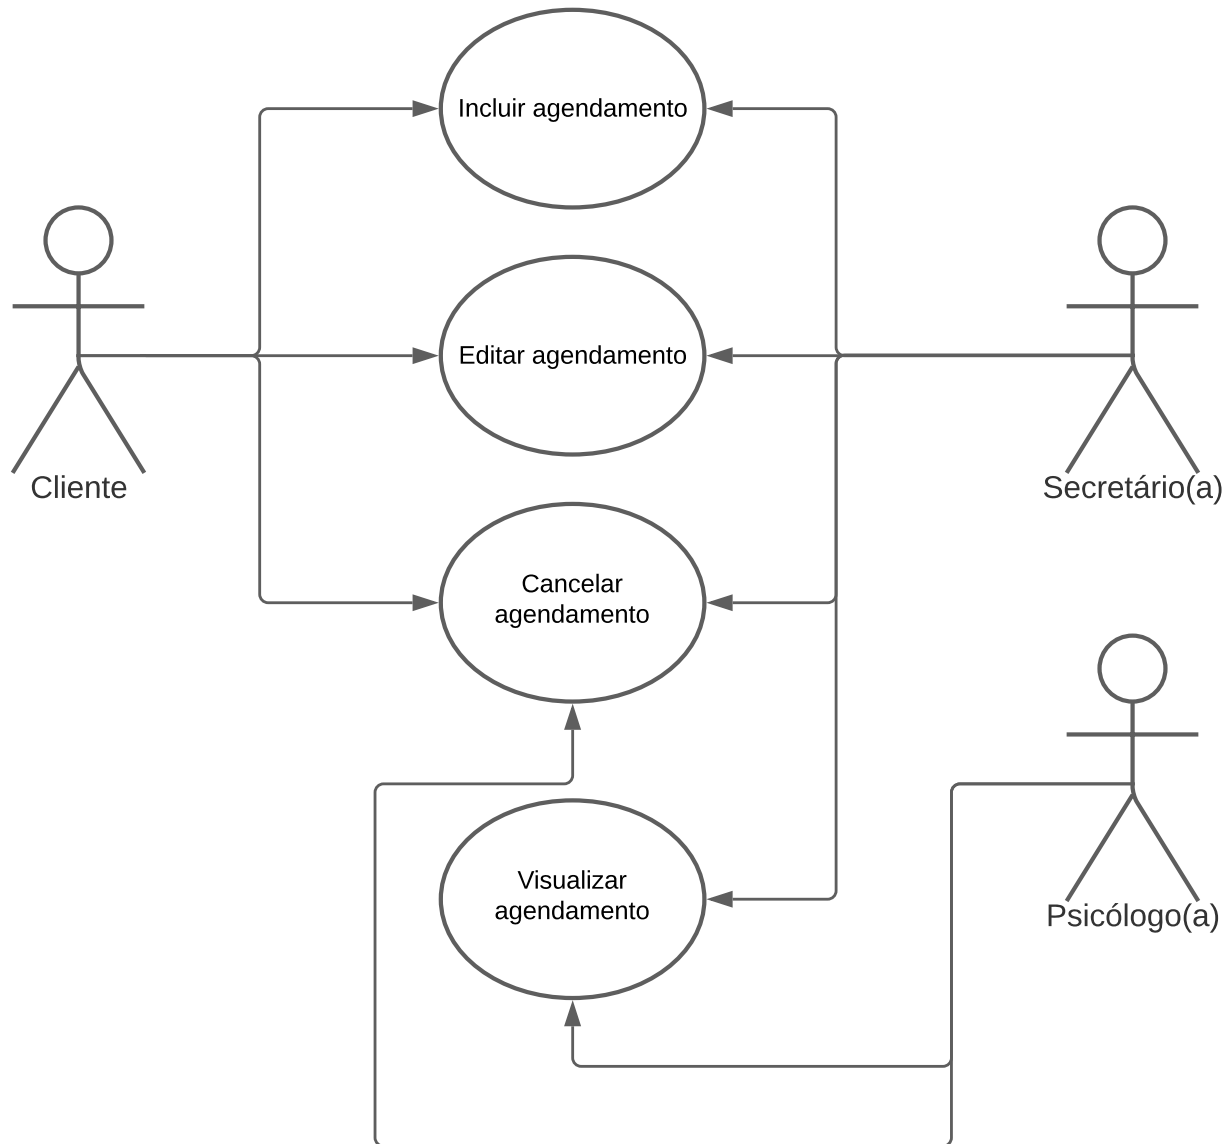 Incluir agendamento
Editar agendamento
Cliente
Secretário(a)
Cancelar
agendamento
Visualizar
agendamento
Psicólogo(a)